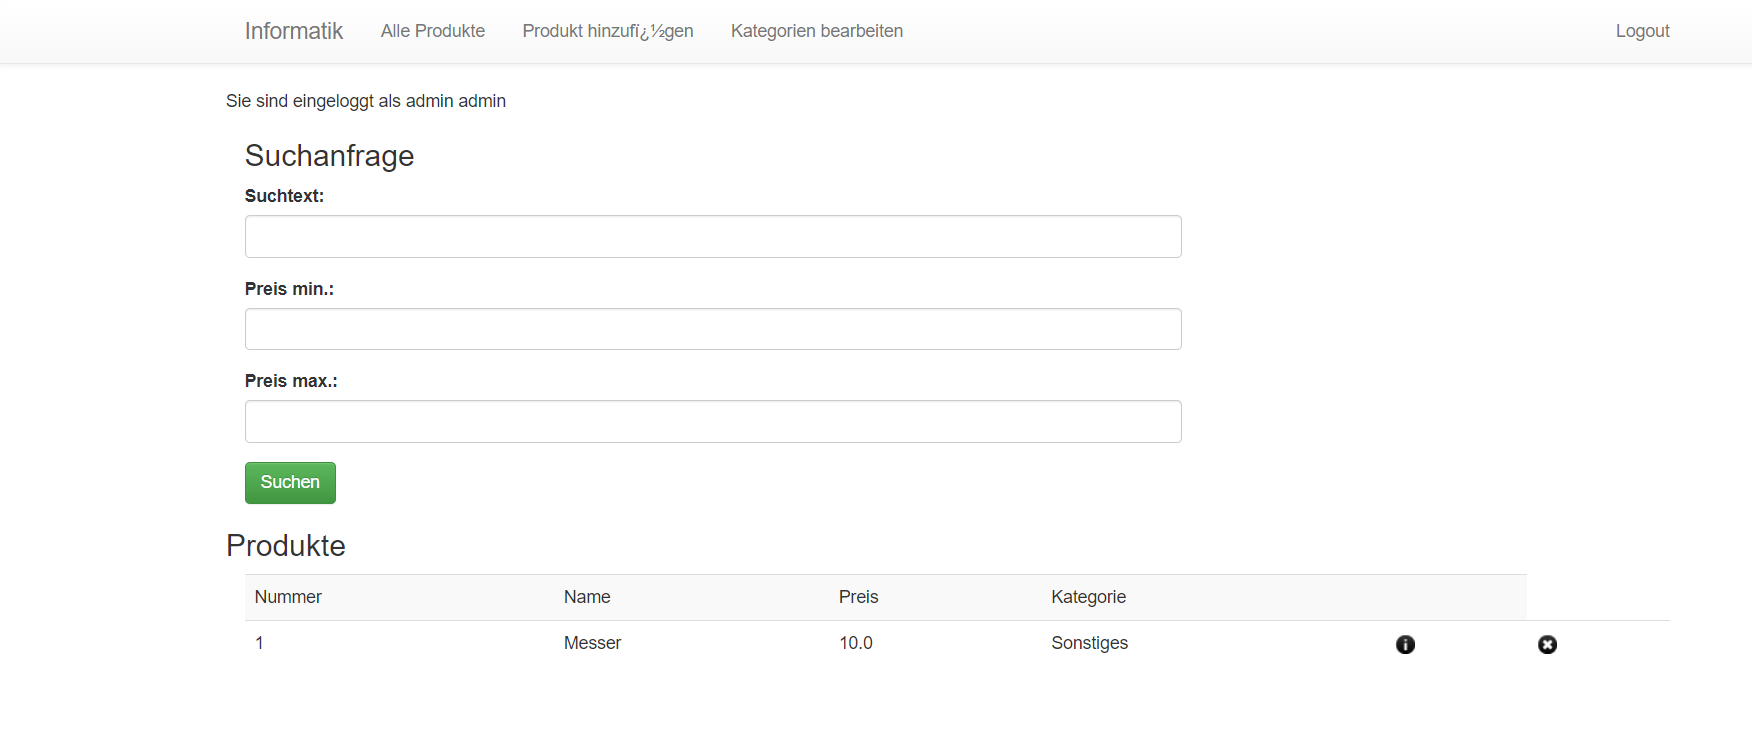 Informatik Alle Produkte Produkt hinzufï¿½gen Kategorien bearbeiten Logout
Sie sind eingeloggt als admin admin
Suchanfrage
Suchtext:
Preis min.:
Preis max.:
Suchen
Produkte
Nummer Name Preis Kategorie
1 Messer 10.0 Sonstiges